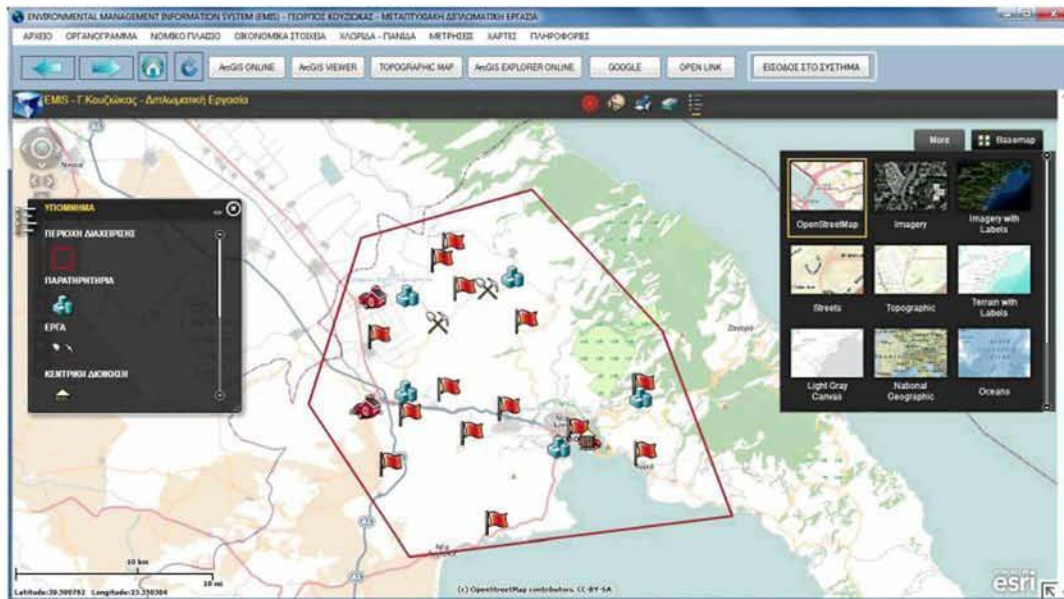 ENVIRONMENTAL MANAGEMENT INFORMATION SYSTEM (EMIS) - ΓΕΩΡΓΙΟΣ ΚΟΥΖΙΩΚΑΣ - ΜΕΤΑΠΤΥΧΙΑΚΗ ΔΙΠΛΩΜΑΤΙΚΗ ΕΡΓΑΣΙΑ
ΑΡΧΕΙΟ ΟΡΓΑΝΟΓΡΑΜΜΑ ΝΟΜΙΚΟ ΠΛΑΙΣΙΟ ΟΙΚΟΝΟΜΙΚΑ ΣΤΟΙΧΕΙΑ ΧΛΩΡΙΔΑ - ΠΑΝΙΔΑ ΜΕΤΡΗΣΕΙΣ ΧΑΡΤΕΣ ΠΛΗΡΟΦΟΡΙΕΣ
ArcGIS ONLINE ArcGIS VIEWER TOPOGRAPHIC MAP ArcGIS EXPLORER ONLINE GOOGLE OPEN LINK ΕΙΣΟΔΟΣ ΣΤΟ ΣΥΣΤΗΜΑ
EMIS - Γ.Κουζιώκας - Διπλωματική Εργασία
More Basemap
ΥΠΟΜΝΗΜΑ
ΠΕΡΙΟΧΗ ΔΙΑΧΕΙΡΙΣΗΣ
ΠΑΡΑΤΗΡΗΤΗΡΙΑ
ΕΡΓΑ
ΚΕΝΤΡΙΚΗ ΔΙΟΙΚΗΣΗ
OpenStreetMap Imagery Imagery with Labels
Streets Topographic Terrain with Labels
Light Gray Canvas National Geographic Oceans
Ζαγορά
10 km
10 mi
(c) OpenStreetMap contributors, CC-BY-SA
esri